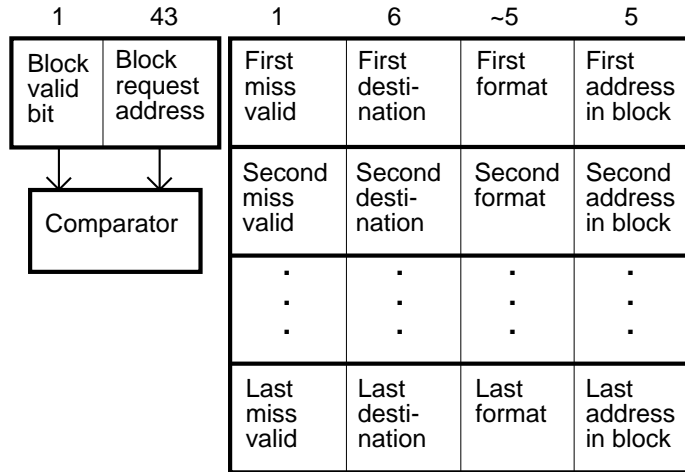 1 43 1 6 ~5 5
Block
valid
bit
Block
request
address
First
miss
valid
First
desti-
nation
First
format
First
address
in block
Comparator
Second
miss
valid
Second
desti-
nation
Second
format
Second
address
in block
. . . .
. . . .
. . . .
Last
miss
valid
Last
desti-
nation
Last
format
Last
address
in block